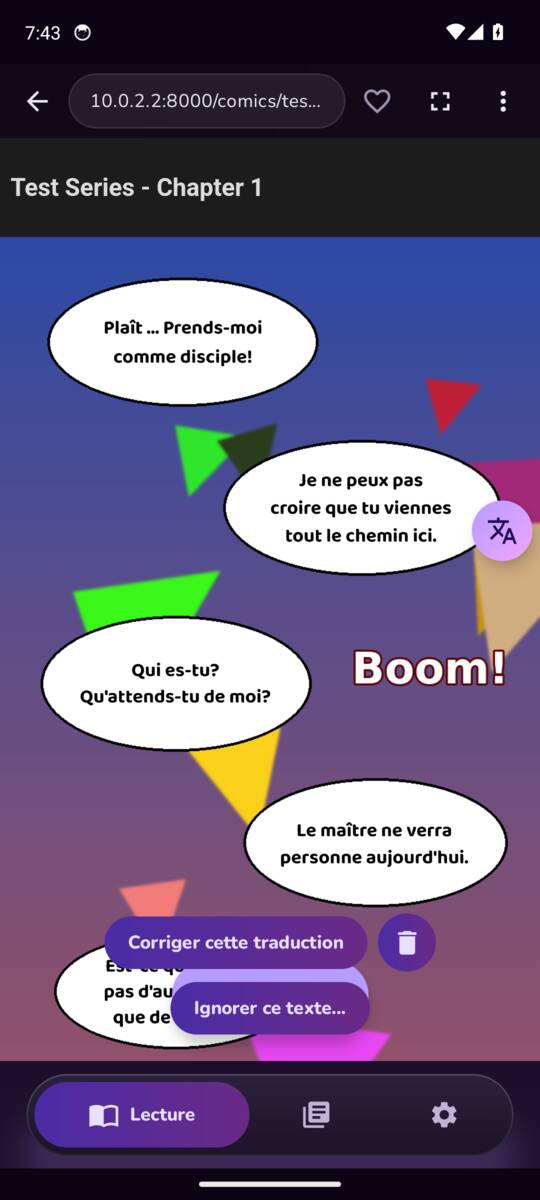 7:43
10.0.2.2:8000/comics/tes...
Test Series - Chapter 1
Plaît ... Prends-moi
comme disciple!
Je ne peux pas
croire que tu viennes
tout le chemin ici.
Qui es-tu?
Qu'attends-tu de moi?
Boom!
Le maître ne verra
personne aujourd'hui.
Corriger cette traduction
pas d'au
que de
Ignorer ce texte...
Lecture